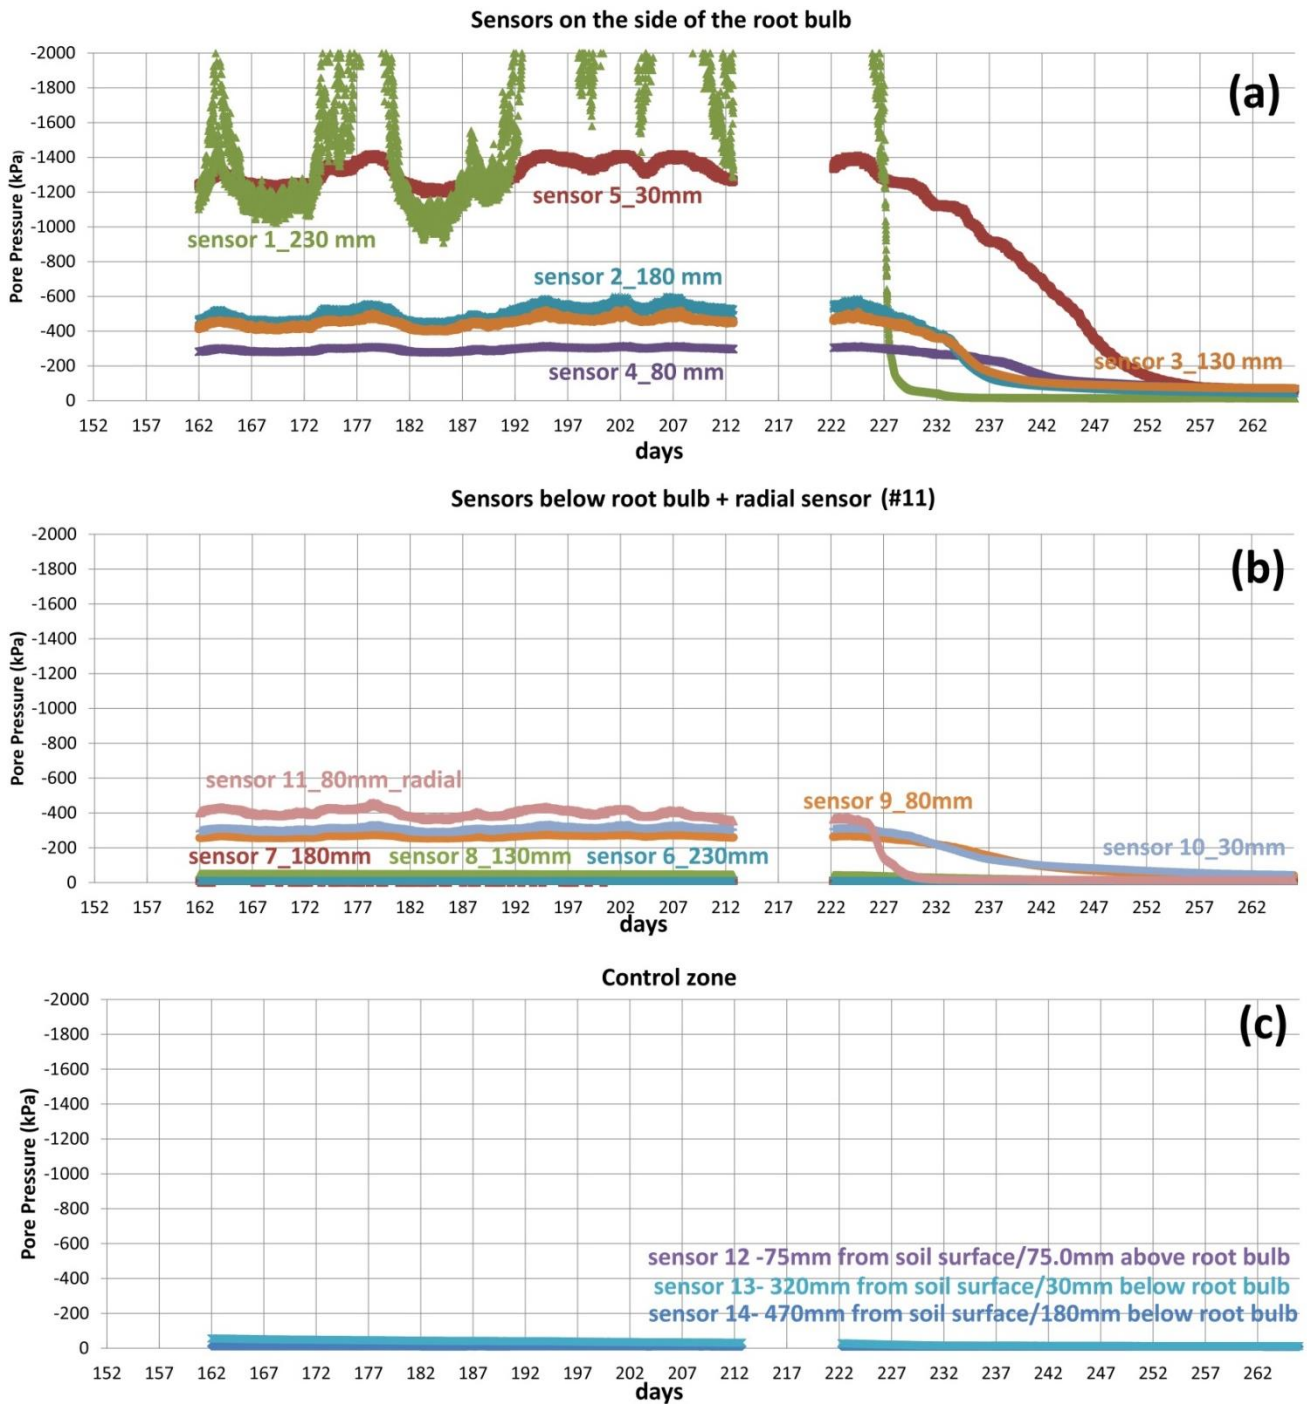 Sensors on the side of the root bulb
(a)
Pore Pressure (kPa)
-2000
-1800
-1600
-1400
-1200
-1000
-800
-600
-400
-200
0
sensor 5_30mm
sensor 1_230 mm
sensor 2_180 mm
sensor 3_130 mm
sensor 4_80 mm
152 157 162 167 172 177 182 187 192 197 202 207 212 217 222 227 232 237 242 247 252 257 262
days
Sensors below root bulb + radial sensor (#11)
(b)
Pore Pressure (kPa)
-2000
-1800
-1600
-1400
-1200
-1000
-800
-600
-400
-200
0
sensor 11_80mm_radial
sensor 9_80mm
sensor 7_180mm sensor 8_130mm sensor 6_230mm sensor 10_30mm
152 157 162 167 172 177 182 187 192 197 202 207 212 217 222 227 232 237 242 247 252 257 262
days
Control zone
(c)
Pore Pressure (kPa)
-2000
-1800
-1600
-1400
-1200
-1000
-800
-600
-400
-200
0
sensor 12 -75mm from soil surface/75.0mm above root bulb
sensor 13- 320mm from soil surface/30mm below root bulb
sensor 14- 470mm from soil surface/180mm below root bulb
152 157 162 167 172 177 182 187 192 197 202 207 212 217 222 227 232 237 242 247 252 257 262
days